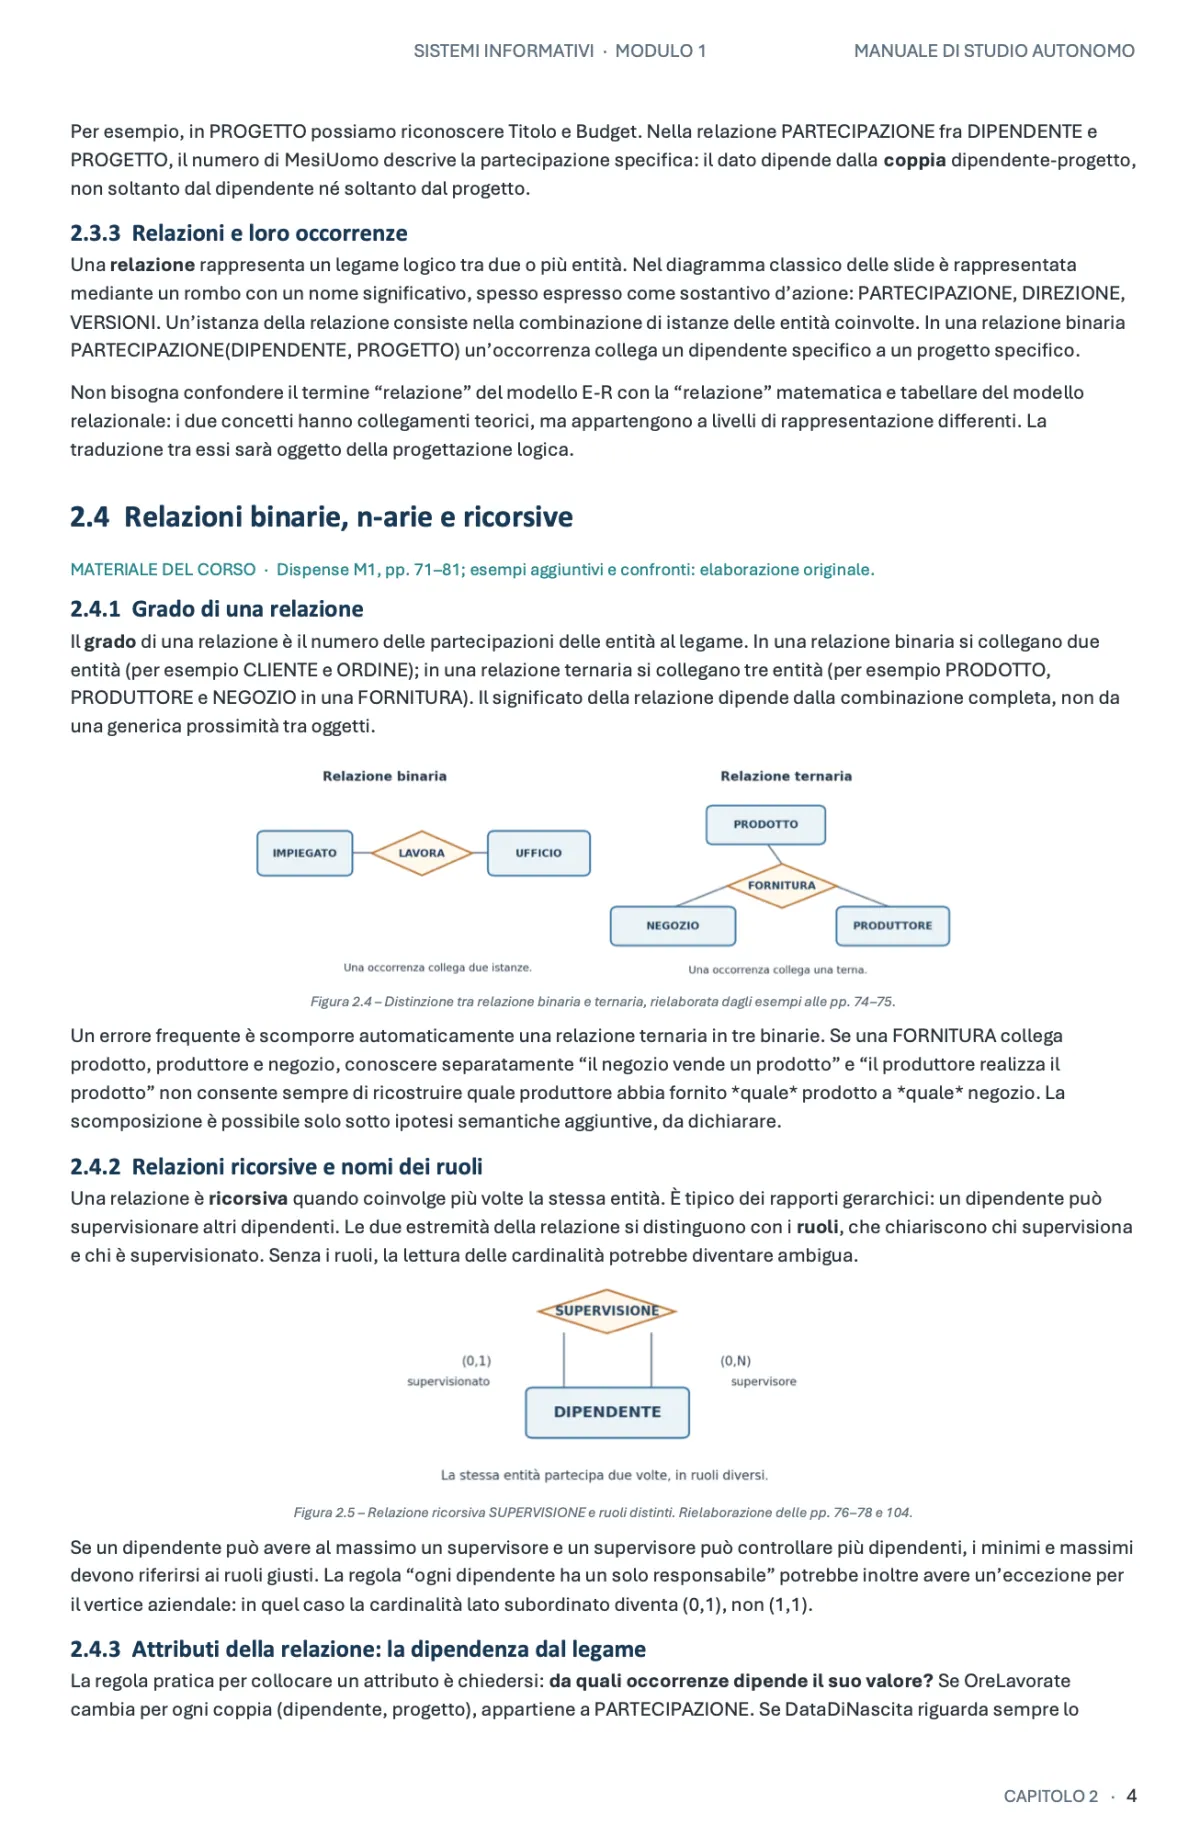 SISTEMI INFORMATIVI · MODULO 1 MANUALE DI STUDIO AUTONOMO
Per esempio, in PROGETTO possiamo riconoscere Titolo e Budget. Nella relazione PARTECIPAZIONE fra DIPENDENTE e
PROGETTO, il numero di MesiUomo descrive la partecipazione specifica: il dato dipende dalla coppia dipendente-progetto,
non soltanto dal dipendente né soltanto dal progetto.
2.3.3 Relazioni e loro occorrenze
Una relazione rappresenta un legame logico tra due o più entità. Nel diagramma classico delle slide è rappresentata
mediante un rombo con un nome significativo, spesso espresso come sostantivo d’azione: PARTECIPAZIONE, DIREZIONE,
VERSIONI. Un’istanza della relazione consiste nella combinazione di istanze delle entità coinvolte. In una relazione binaria
PARTECIPAZIONE(DIPENDENTE, PROGETTO) un’occorrenza collega un dipendente specifico a un progetto specifico.
Non bisogna confondere il termine “relazione” del modello E-R con la “relazione” matematica e tabellare del modello
relazionale: i due concetti hanno collegamenti teorici, ma appartengono a livelli di rappresentazione differenti. La
traduzione tra essi sarà oggetto della progettazione logica.
2.4 Relazioni binarie, n-arie e ricorsive
MATERIALE DEL CORSO · Dispense M1, pp. 71–81; esempi aggiuntivi e confronti: elaborazione originale.
2.4.1 Grado di una relazione
Il grado di una relazione è il numero delle partecipazioni delle entità al legame. In una relazione binaria si collegano due
entità (per esempio CLIENTE e ORDINE); in una relazione ternaria si collegano tre entità (per esempio PRODOTTO,
PRODUTTORE e NEGOZIO in una FORNITURA). Il significato della relazione dipende dalla combinazione completa, non da
una generica prossimità tra oggetti.
Relazione binaria
IMPIEGATO LAVORA UFFICIO
Una occorrenza collega due istanze.
Relazione ternaria
PRODOTTO
FORNITURA
NEGOZIO PRODUTTORE
Una occorrenza collega una terna.
Figura 2.4 – Distinzione tra relazione binaria e ternaria, rielaborata dagli esempi alle pp. 74–75.
Un errore frequente è scomporre automaticamente una relazione ternaria in tre binarie. Se una FORNITURA collega
prodotto, produttore e negozio, conoscere separatamente “il negozio vende un prodotto” e “il produttore realizza il
prodotto” non consente sempre di ricostruire quale produttore abbia fornito *quale* prodotto a *quale* negozio. La
scomposizione è possibile solo sotto ipotesi semantiche aggiuntive, da dichiarare.
2.4.2 Relazioni ricorsive e nomi dei ruoli
Una relazione è ricorsiva quando coinvolge più volte la stessa entità. È tipico dei rapporti gerarchici: un dipendente può
supervisionare altri dipendenti. Le due estremità della relazione si distinguono con i ruoli, che chiariscono chi supervisiona
e chi è supervisionato. Senza i ruoli, la lettura delle cardinalità potrebbe diventare ambigua.
SUPERVISIONE
(0,1) (0,N)
supervisionato supervisore
DIPENDENTE
La stessa entità partecipa due volte, in ruoli diversi.
Figura 2.5 – Relazione ricorsiva SUPERVISIONE e ruoli distinti. Rielaborazione delle pp. 76–78 e 104.
Se un dipendente può avere al massimo un supervisore e un supervisore può controllare più dipendenti, i minimi e massimi
devono riferirsi ai ruoli giusti. La regola “ogni dipendente ha un solo responsabile” potrebbe inoltre avere un’eccezione per
il vertice aziendale: in quel caso la cardinalità lato subordinato diventa (0,1), non (1,1).
2.4.3 Attributi della relazione: la dipendenza dal legame
La regola pratica per collocare un attributo è chiedersi: da quali occorrenze dipende il suo valore? Se OreLavorate
cambia per ogni coppia (dipendente, progetto), appartiene a PARTECIPAZIONE. Se DataDiNascita riguarda sempre lo
CAPITOLO 2 · 4